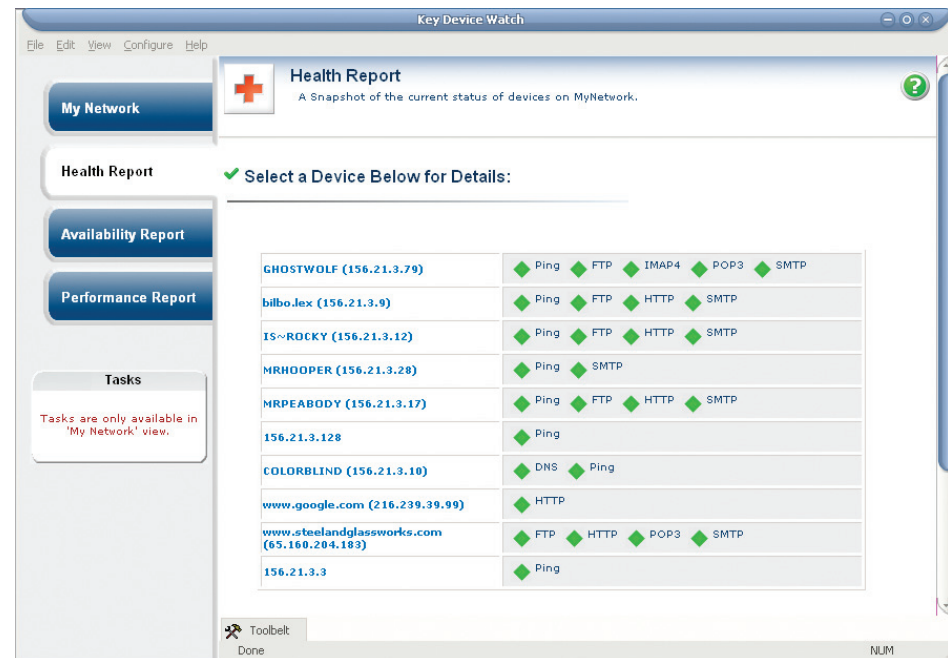 Key Device Watch
File Edit View Configure Help
My Network
Health Report
Availability Report
Performance Report
Tasks
Tasks are only available in
'My Network' view.
Health Report
A Snapshot of the current status of devices on MyNetwork.
?
Select a Device Below for Details:
GHOSTWOLF (156.21.3.79) Ping FTP IMAP4 POP3 SMTP
bilbo.lex (156.21.3.9) Ping FTP HTTP SMTP
IS~ROCKY (156.21.3.12) Ping FTP HTTP SMTP
MRHOOPER (156.21.3.28) Ping SMTP
MRPEABODY (156.21.3.17) Ping FTP HTTP SMTP
156.21.3.128 Ping
COLORBLIND (156.21.3.10) DNS Ping
www.google.com (216.239.39.99) HTTP
www.steelandglassworks.com
(65.160.204.183) FTP HTTP POP3 SMTP
156.21.3.3 Ping
Toolbelt
Done NUM